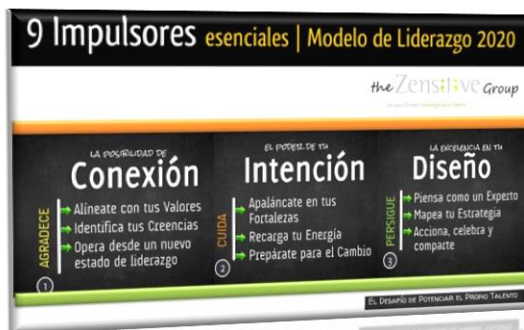 9 Impulsores esenciales | Modelo de Liderazgo 2020
the Zensitive Group
LA POSIBILIDAD DE
Conexión
AGRADECE
Alíneate con tus Valores
Identifica tus Creencias
Opera desde un nuevo
estado de liderazgo
1
EL PODER DE TU
Intención
CUIDA
Apaláncate en tus
Fortalezas
Recarga tu Energía
Prepárate para el Cambio
2
LA EXCELENCIA EN TU
Diseño
PERSIGUE
Piensa como un Experto
Mapea tu Estrategia
Acciona, celebra y
comparte
3
EL DESAFÍO DE POTENCIAR EL PROPIO TALENTO